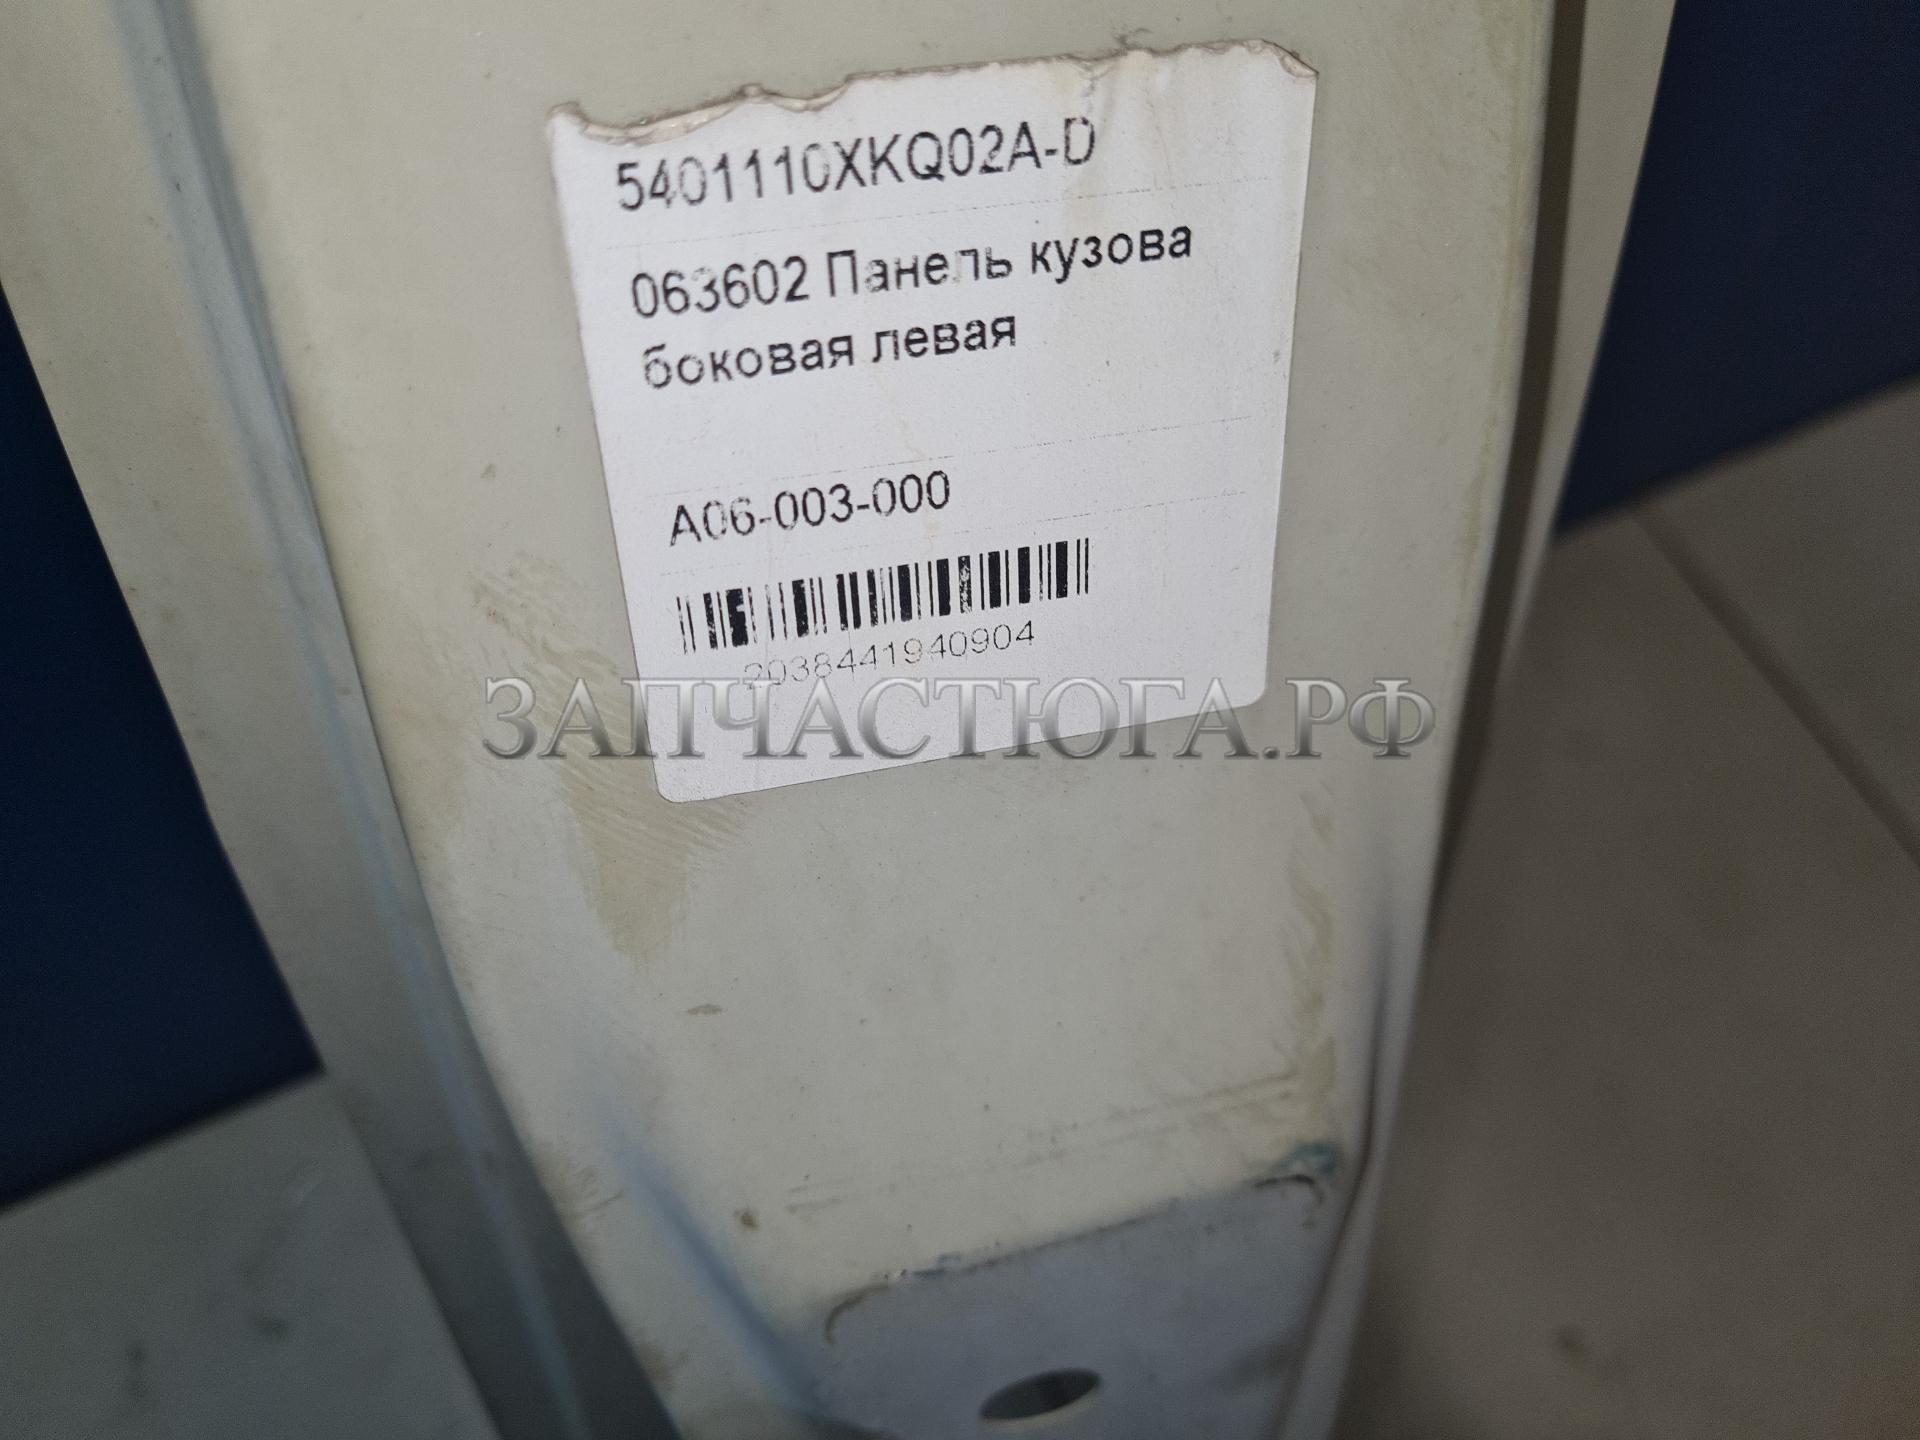 5401110XKQ02A-D
063602 Панель кузова
боковая левая
A06-003-000
2038441940904
ЗАПЧАСТЮГА.РФ